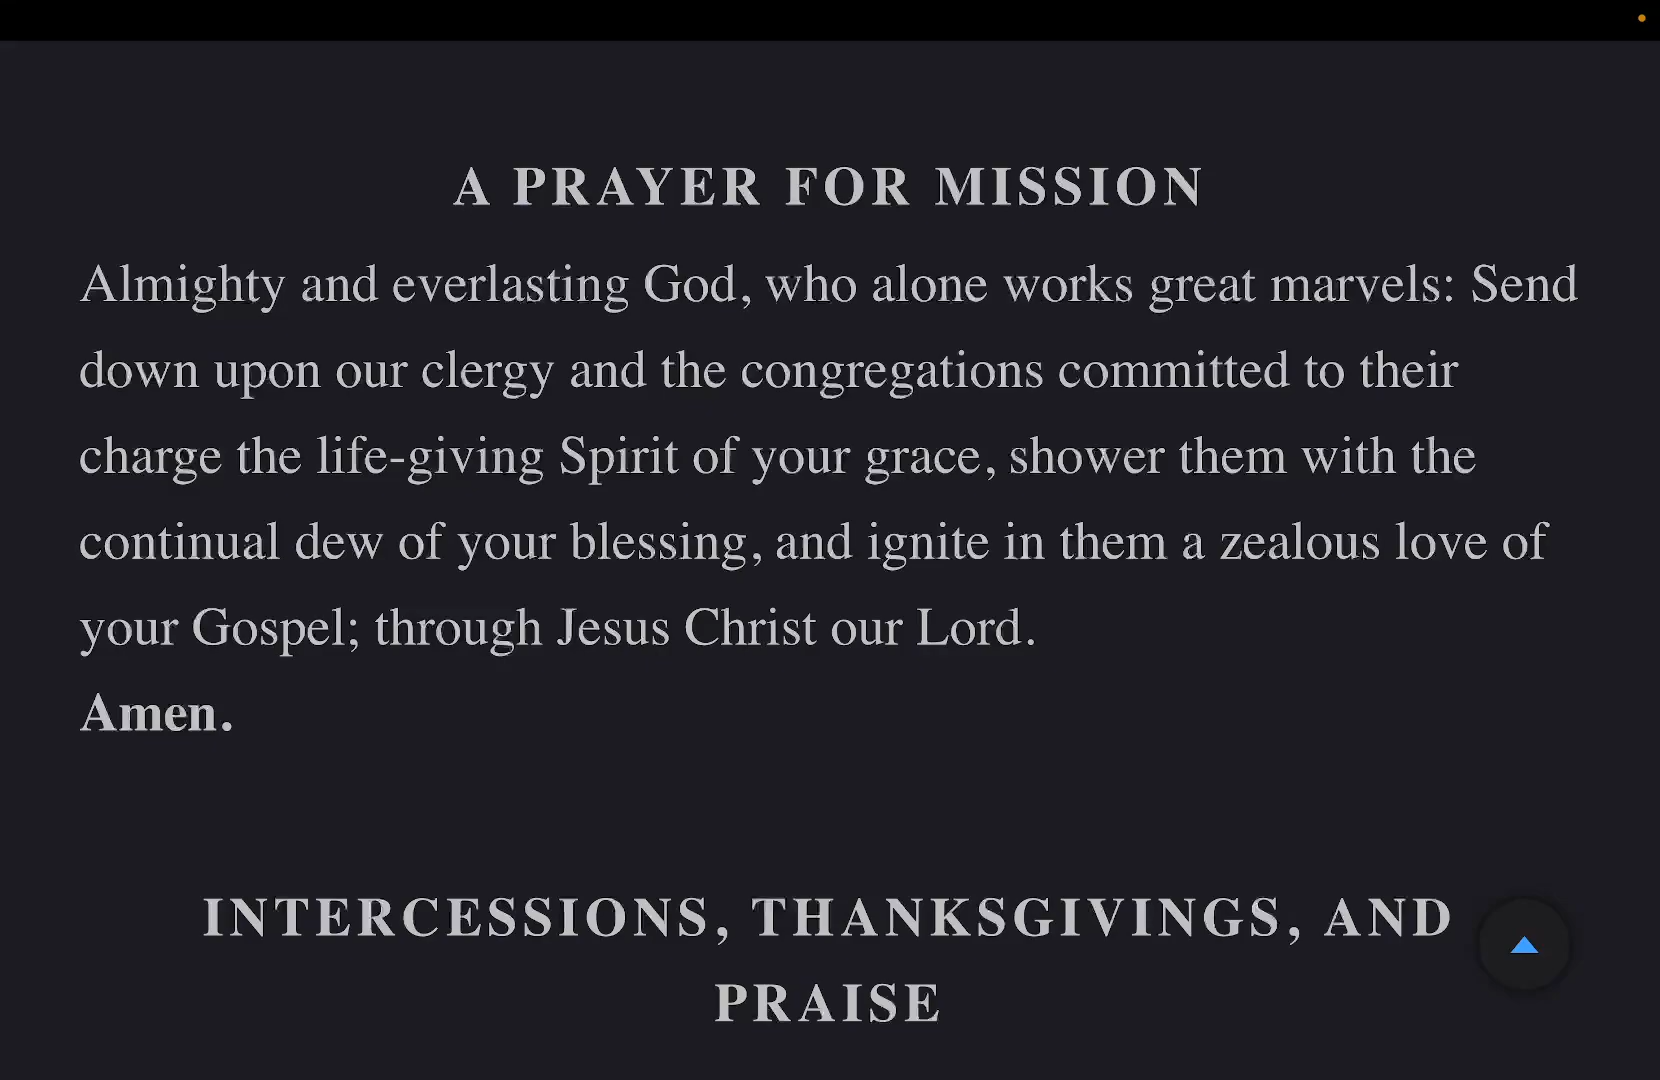 A PRAYER FOR MISSION
Almighty and everlasting God, who alone works great marvels: Send
down upon our clergy and the congregations committed to their
charge the life-giving Spirit of your grace, shower them with the
continual dew of your blessing, and ignite in them a zealous love of
your Gospel; through Jesus Christ our Lord.
Amen.
INTERCESSIONS, THANKSGIVINGS, AND
PRAISE